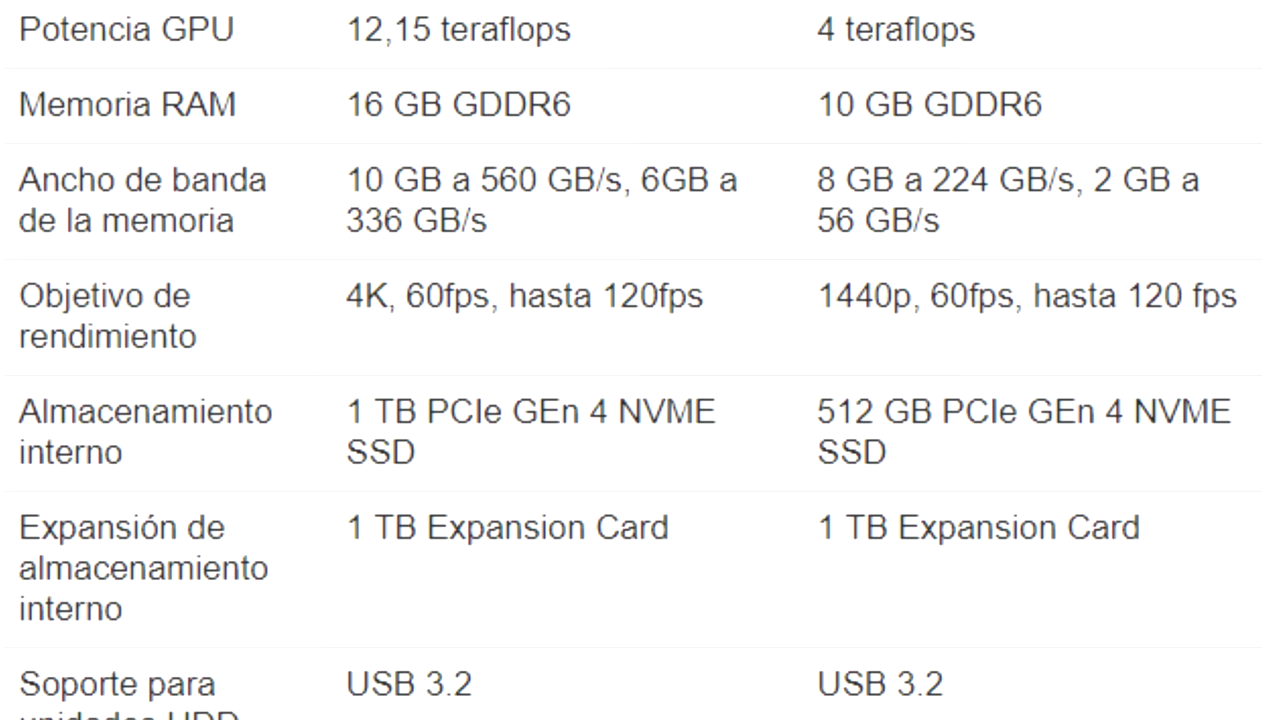 Potencia GPU 12,15 teraflops 4 teraflops
Memoria RAM 16 GB GDDR6 10 GB GDDR6
Ancho de banda 10 GB a 560 GB/s, 6GB a 8 GB a 224 GB/s, 2 GB a
de la memoria 336 GB/s 56 GB/s
Objetivo de 4K, 60fps, hasta 120fps 1440p, 60fps, hasta 120 fps
rendimiento
Almacenamiento 1 TB PCIe GEn 4 NVME 512 GB PCIe GEn 4 NVME
interno SSD SSD
Expansión de 1 TB Expansion Card 1 TB Expansion Card
almacenamiento
interno
Soporte para USB 3.2 USB 3.2
unidades HDD